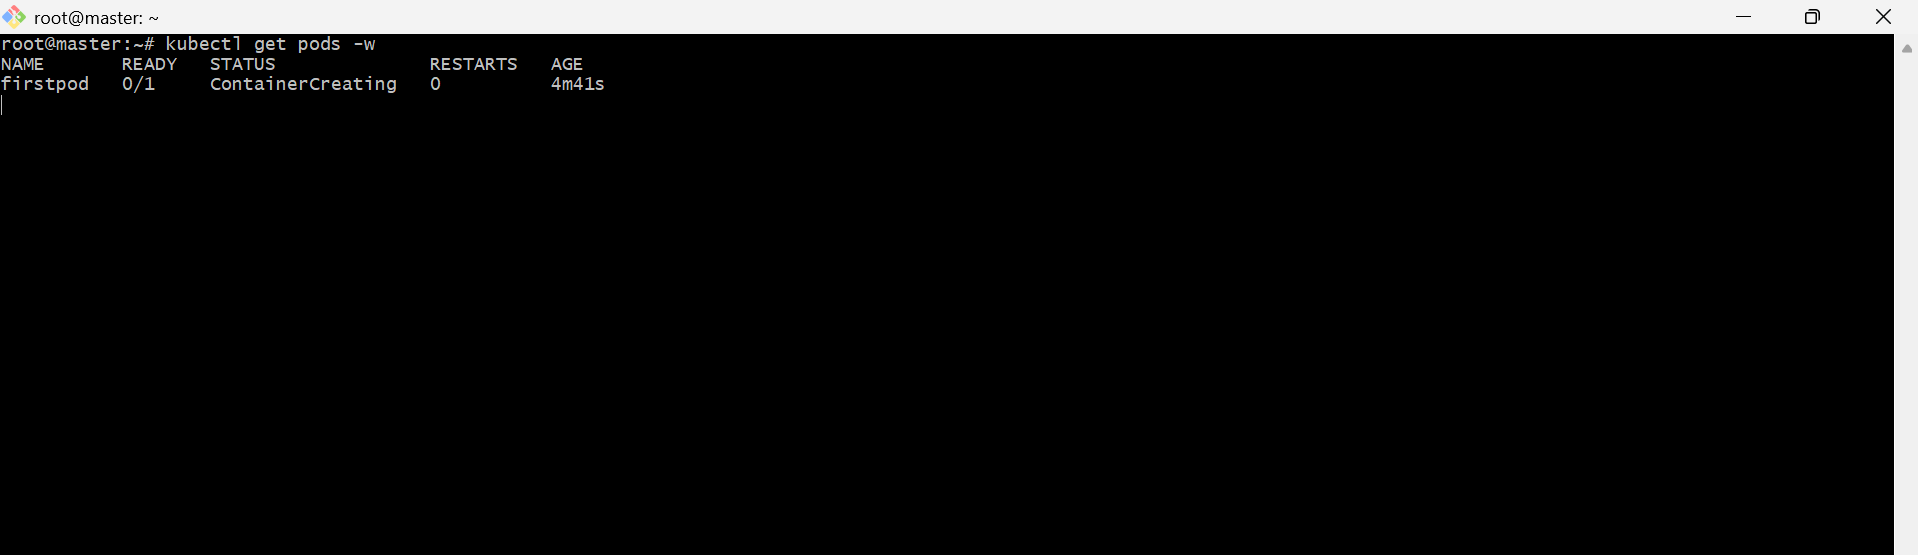 root@master: ~
root@master:~# kubectl get pods -w
NAME READY STATUS RESTARTS AGE
firstpod 0/1 ContainerCreating 0 4m41s